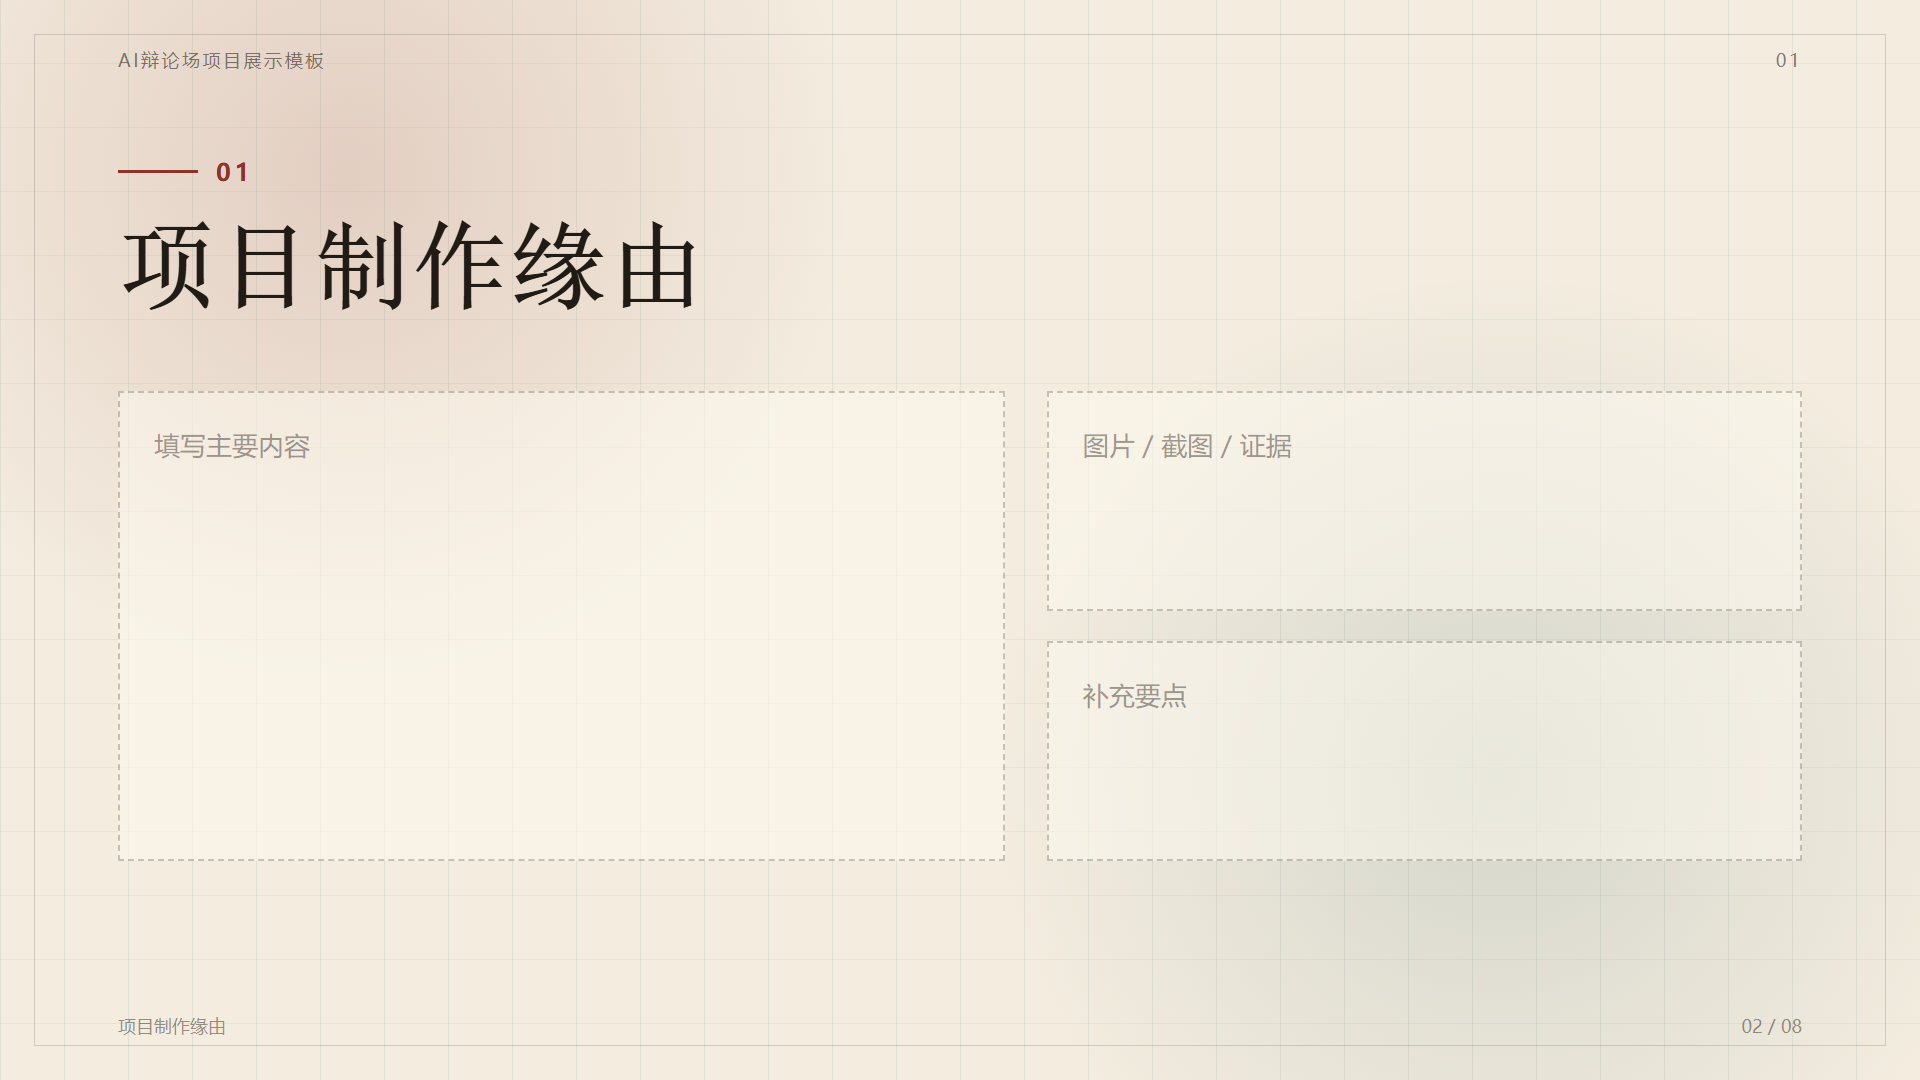 AI辩论场项目展示模板
01
01
项目制作缘由
填写主要内容
图片 / 截图 / 证据
补充要点
项目制作缘由
02 / 08